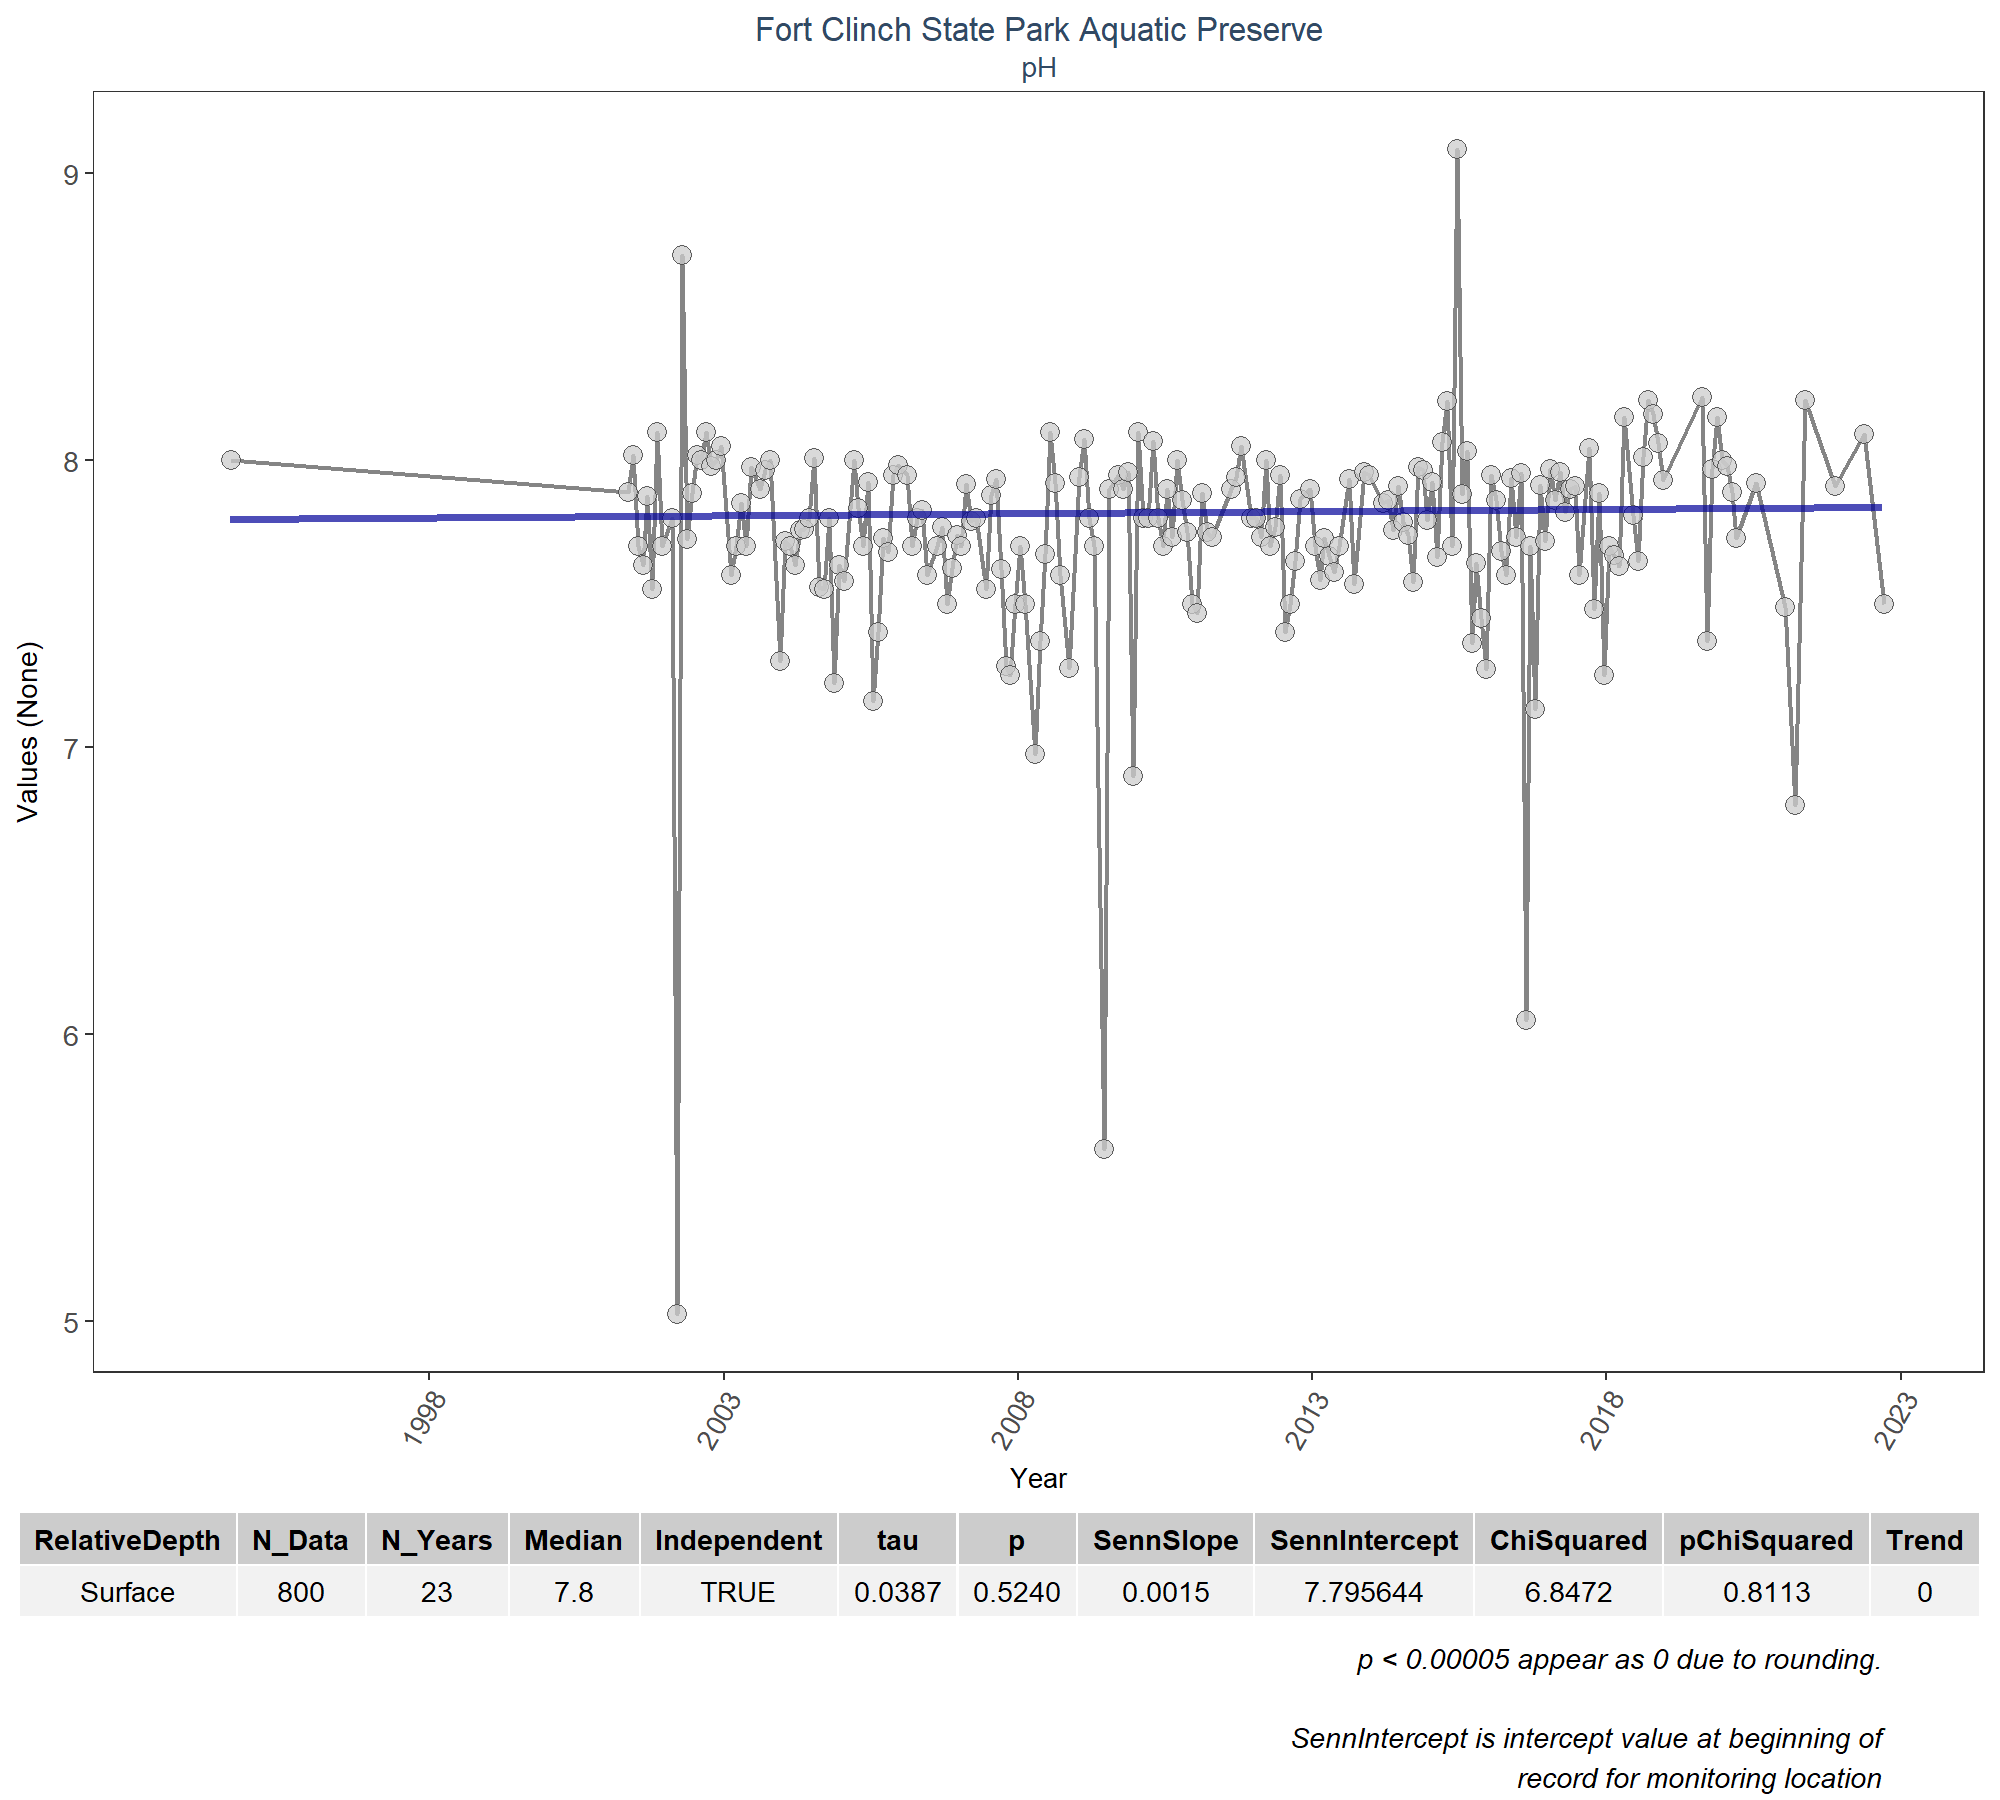 Fort Clinch State Park Aquatic Preserve
pH
9
8
7
6
5
Values (None)
1998 2003 2008 2013 2018 2023
Year
RelativeDepth N_Data N_Years Median Independent tau p SennSlope SennIntercept ChiSquared pChiSquared Trend
Surface 800 23 7.8 TRUE 0.0387 0.5240 0.0015 7.795644 6.8472 0.8113 0
p < 0.00005 appear as 0 due to rounding.
SennIntercept is intercept value at beginning of
record for monitoring location